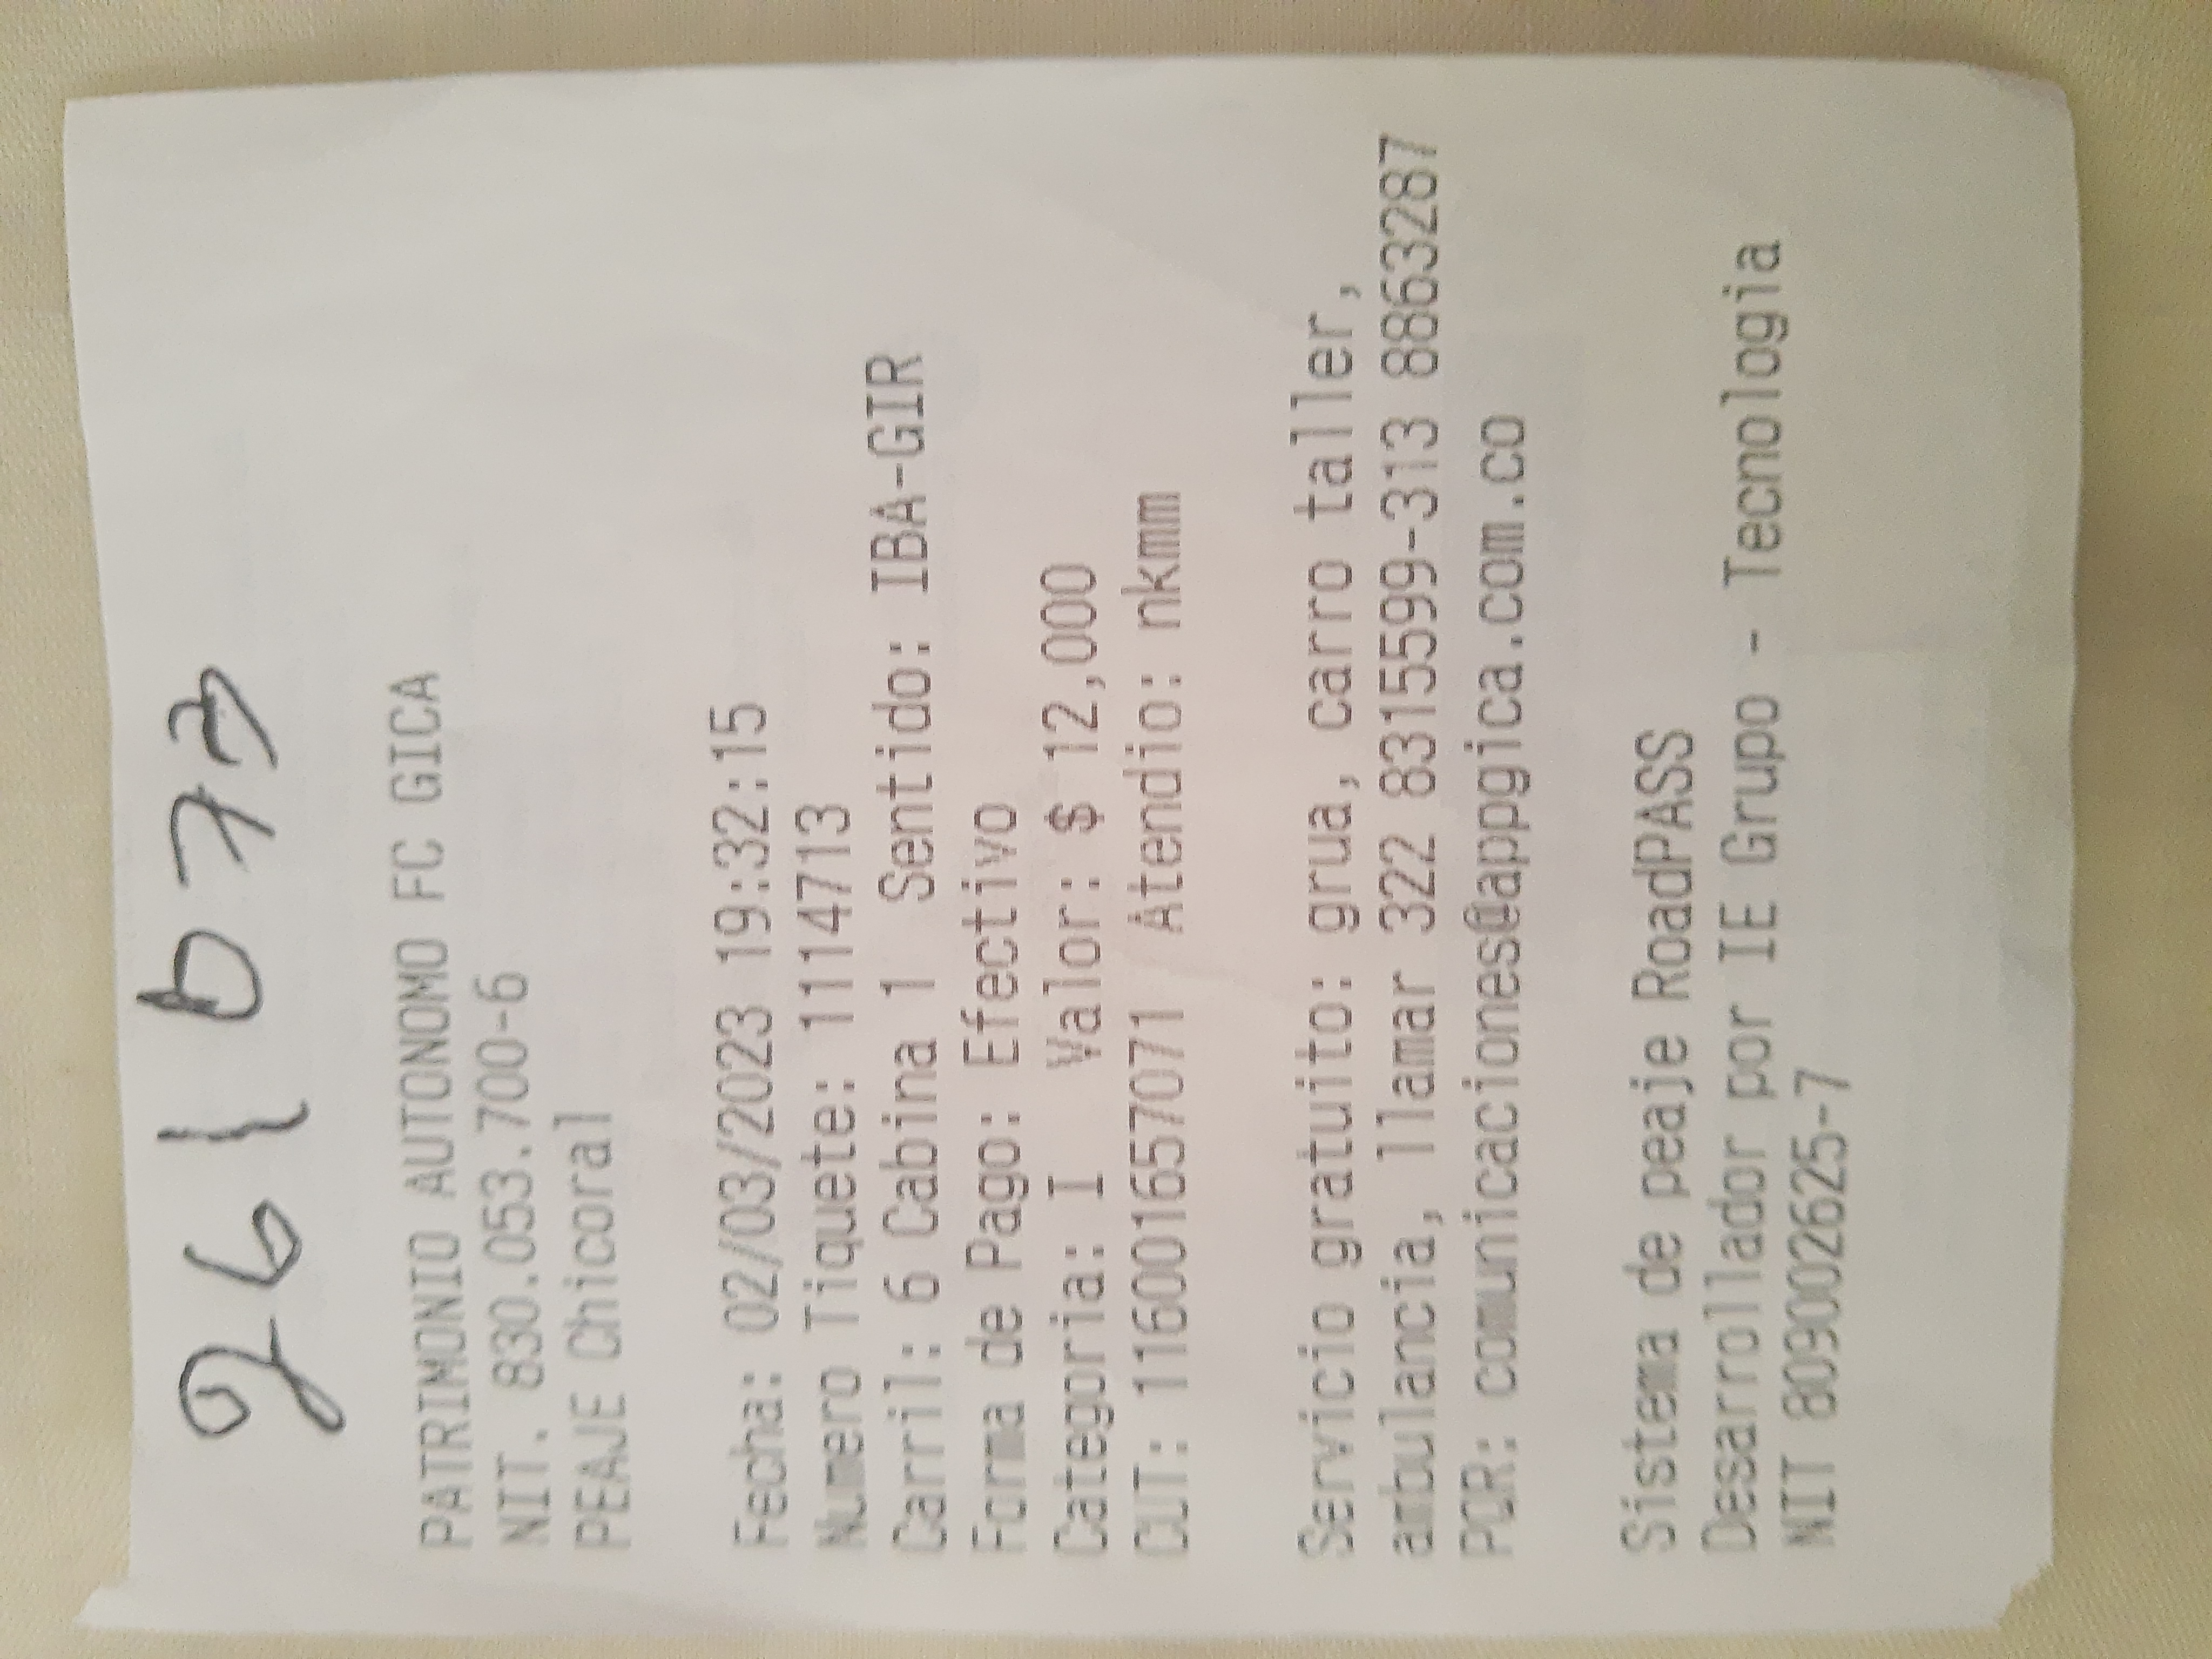 261673
PATRIMONIO AUTONOMO FC GICA
NIT. 830.053.700-6
PEAJE Chicoral
Fecha: 02/03/2023 19:32:15
Numero Tiquete: 1114713
Carril: 6 Cabina 1 Sentido: IBA-GIR
Forma de Pago: Efectivo
Categoria: I Valor: $ 12,000
CUT: 11600165707​1 Atendio: nkmm
Servicio gratuito: grua, carro taller,
ambulancia, llamar 322 8315599-313 8863287
PQR: comunicaciones@appgica.com.co
Sistema de peaje RoadPASS
Desarrollador por IE Grupo - Tecnologia
NIT 809002625-7